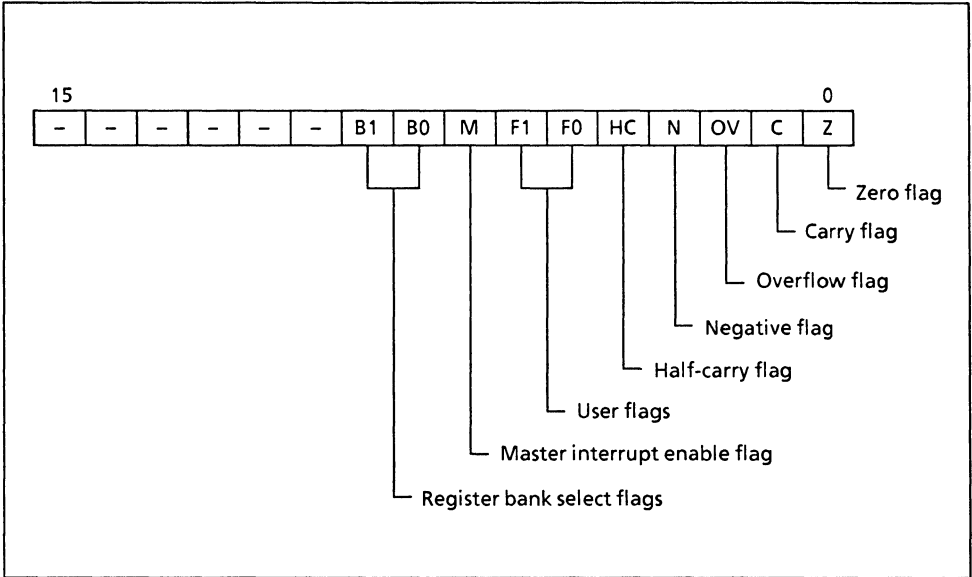 15 0
– – – – – – B1 B0 M F1 F0 HC N OV C Z
Zero flag
Carry flag
Overflow flag
Negative flag
Half-carry flag
User flags
Master interrupt enable flag
Register bank select flags